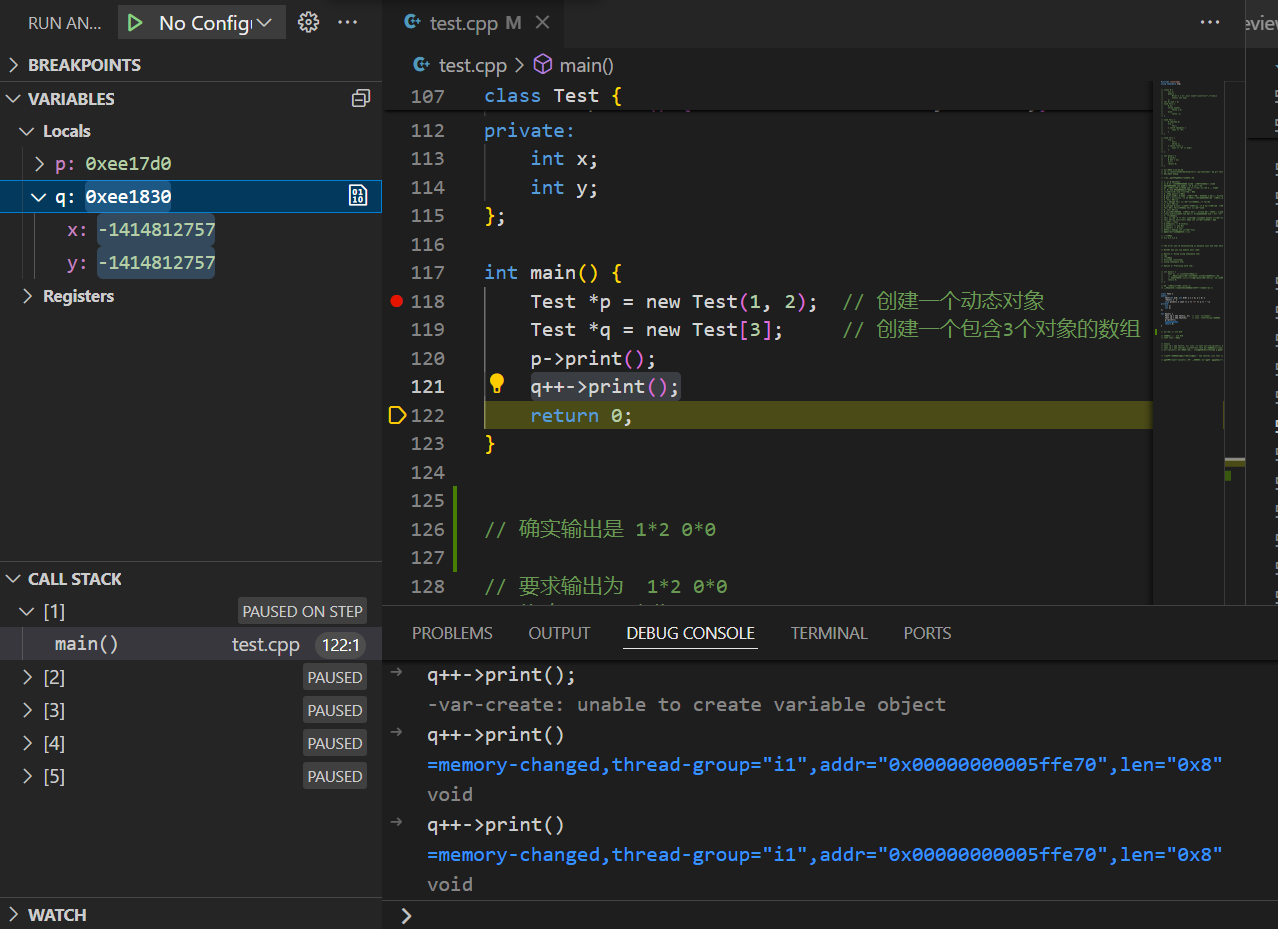 RUN AN... No Config
BREAKPOINTS
VARIABLES
Locals
p: 0xee17d0
q: 0xee1830
x: -1414812757
y: -1414812757
Registers
CALL STACK
[1] PAUSED ON STEP
main() test.cpp 122:1
[2] PAUSED
[3] PAUSED
[4] PAUSED
[5] PAUSED
WATCH
test.cpp M
test.cpp > main()
107 class Test {
112 private:
113 int x;
114 int y;
115 };
116
117 int main() {
118 Test *p = new Test(1, 2); // 创建一个动态对象
119 Test *q = new Test[3]; // 创建一个包含3个对象的数组
120 p->print();
121 q++->print();
122 return 0;
123 }
124
125
126 // 确实输出是 1*2 0*0
127
128 // 要求输出为 1*2 0*0
PROBLEMS OUTPUT DEBUG CONSOLE TERMINAL PORTS
q++->print();
-var-create: unable to create variable object
q++->print()
=memory-changed,thread-group="i1",addr="0x00000000005ffe70",len="0x8"
void
q++->print()
=memory-changed,thread-group="i1",addr="0x00000000005ffe70",len="0x8"
void